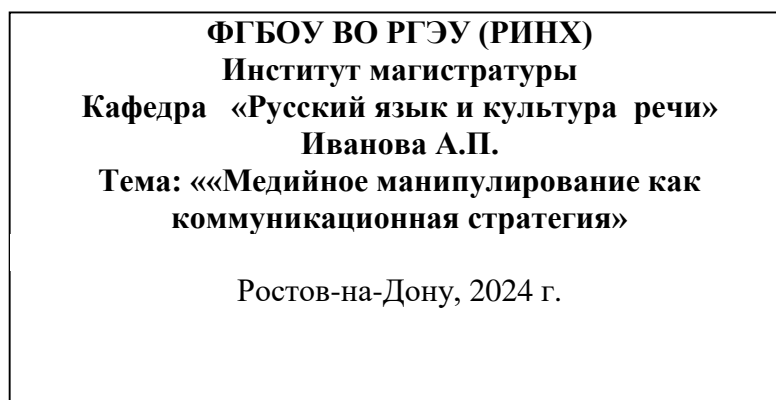 ФГБОУ ВО РГЭУ (РИНХ)
Институт магистратуры
Кафедра «Русский язык и культура речи»
Иванова А.П.
Тема: ««Медийное манипулирование как
коммуникационная стратегия»
Ростов-на-Дону, 2024 г.